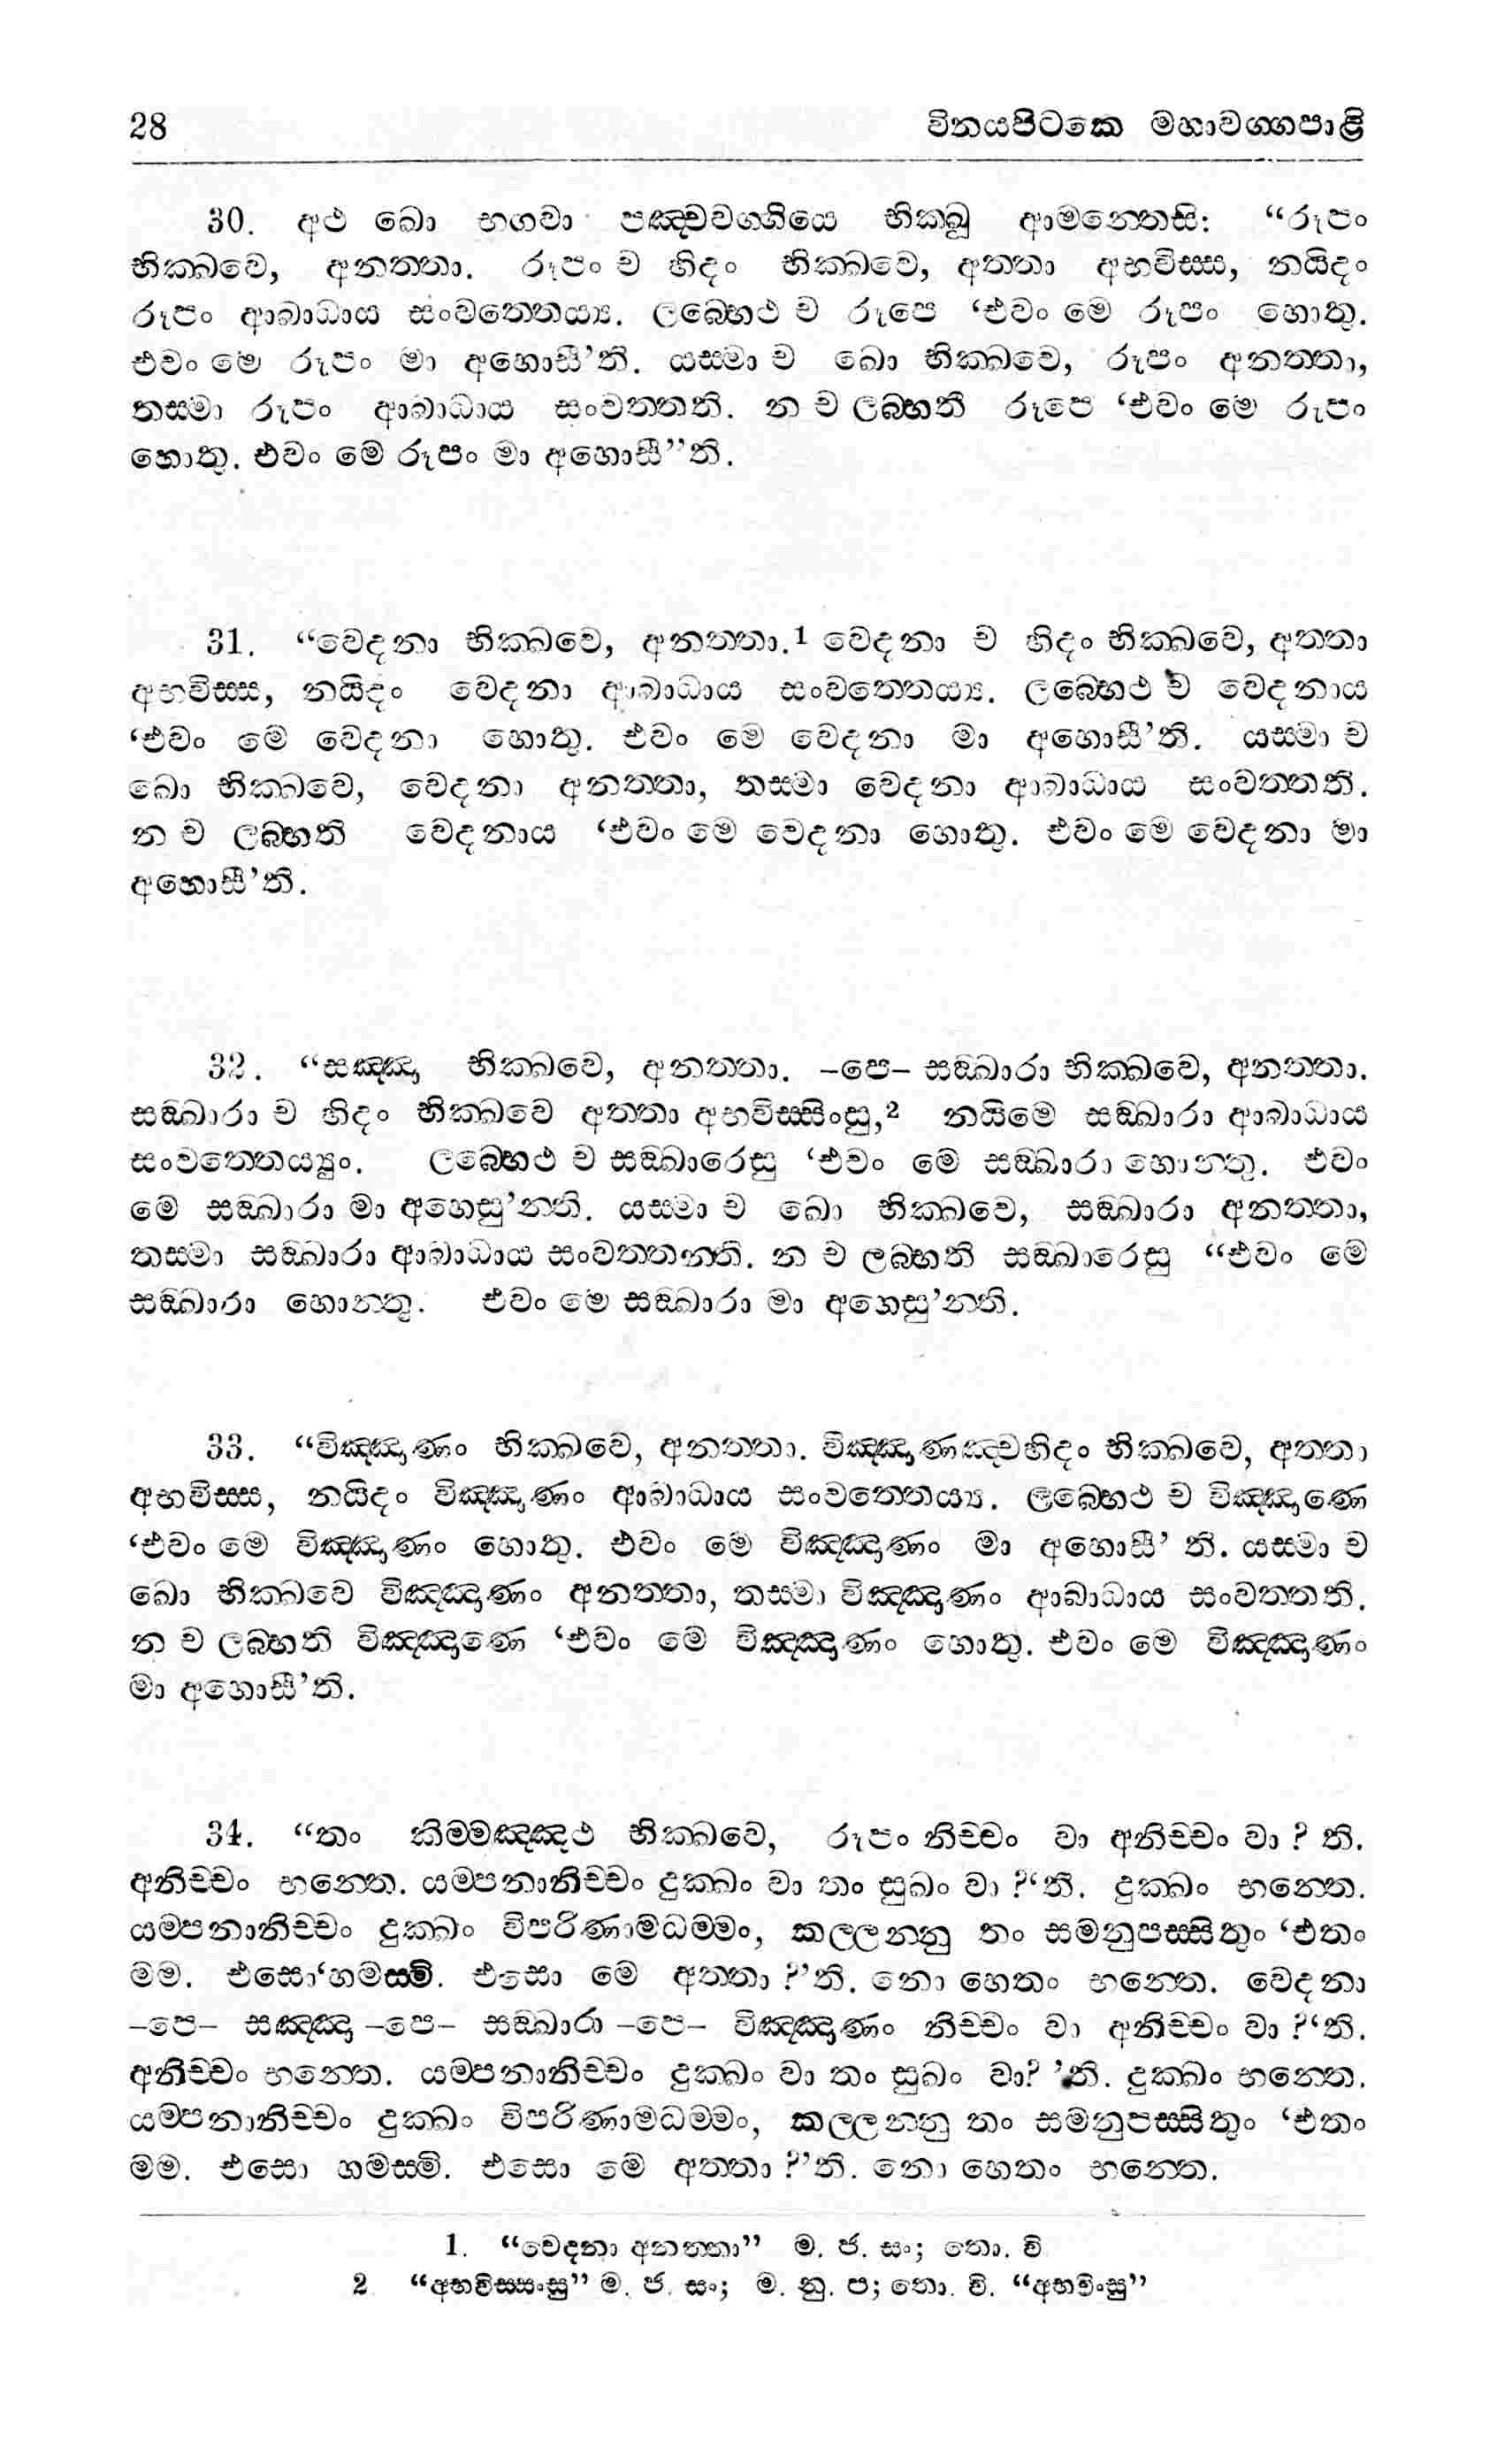 28 විනයපිටකෙ මහාවග්ගපාළි
30. අථ ඛො භගවා පඤ්චවග්ගියෙ භික්ඛූ ආමන්තෙසි: “රූපං
භික්ඛවෙ, අනත්තා. රූපං ච හිදං භික්ඛවෙ, අත්තා අභවිස්ස, නයිදං
රූපං ආබාධාය සංවත්තෙය්‍ය. ලබ්භෙථ ච රූපෙ ‘එවං මෙ රූපං හොතු.
එවං මෙ රූපං මා අහොසී’ති. යස්මා ච ඛො භික්ඛවෙ, රූපං අනත්තා,
තස්මා රූපං ආබාධාය සංවත්තති. න ච ලබ්භති රූපෙ ‘එවං මෙ රූපං
හොතු. එවං මෙ රූපං මා අහොසී”ති.
31. “වෙදනා භික්ඛවෙ, අනත්තා.1 වෙදනා ච හිදං භික්ඛවෙ, අත්තා
අභවිස්ස, නයිදං වෙදනා ආබාධාය සංවත්තෙය්‍ය. ලබ්භෙථ ච වෙදනාය
‘එවං මෙ වෙදනා හොතු. එවං මෙ වෙදනා මා අහොසී’ති. යස්මා ච
ඛො භික්ඛවෙ, වෙදනා අනත්තා, තස්මා වෙදනා ආබාධාය සංවත්තති.
න ච ලබ්භති වෙදනාය ‘එවං මෙ වෙදනා හොතු. එවං මෙ වෙදනා මා
අහොසී’ති.
32. “සඤ්ඤා භික්ඛවෙ, අනත්තා. –පෙ– සඞ්ඛාරා භික්ඛවෙ, අනත්තා.
සඞ්ඛාරා ච හිදං භික්ඛවෙ අත්තා අභවිස්සිංසු,2 නයිමෙ සඞ්ඛාරා ආබාධාය
සංවත්තෙය්‍යුං. ලබ්භෙථ ච සඞ්ඛාරෙසු ‘එවං මෙ සඞ්ඛාරා හොන්තු. එවං
මෙ සඞ්ඛාරා මා අහෙසු’න්ති. යස්මා ච ඛො භික්ඛවෙ, සඞ්ඛාරා අනත්තා,
තස්මා සඞ්ඛාරා ආබාධාය සංවත්තන්ති. න ච ලබ්භති සඞ්ඛාරෙසු “එවං මෙ
සඞ්ඛාරා හොන්තු. එවං මෙ සඞ්ඛාරා මා අහෙසු’න්ති.
33. “විඤ්ඤාණං භික්ඛවෙ, අනත්තා. විඤ්ඤාණඤ්චහිදං භික්ඛවෙ, අත්තා
අභවිස්ස, නයිදං විඤ්ඤාණං ආබාධාය සංවත්තෙය්‍ය. ලබ්භෙථ ච විඤ්ඤාණෙ
‘එවං මෙ විඤ්ඤාණං හොතු. එවං මෙ විඤ්ඤාණං මා අහොසී’ ති. යස්මා ච
ඛො භික්ඛවෙ විඤ්ඤාණං අනත්තා, තස්මා විඤ්ඤාණං ආබාධාය සංවත්තති.
න ච ලබ්භති විඤ්ඤාණෙ ‘එවං මෙ විඤ්ඤාණං හොතු. එවං මෙ විඤ්ඤාණං
මා අහොසී’ති.
34. “තං කිම්මඤ්ඤථ භික්ඛවෙ, රූපං නිච්චං වා අනිච්චං වා ? ති.
අනිච්චං භන්තෙ. යම්පනානිච්චං දුක්ඛං වා තං සුඛං වා ?‘ති. දුක්ඛං භන්තෙ.
යම්පනානිච්චං දුක්ඛං විපරිණාමධම්මං, කල්ලන්නු තං සමනුපස්සිතුං ‘එතං
මම. එසො‘හමස්මි. එසො මෙ අත්තා ?’ති. නො හෙතං භන්තෙ. වෙදනා
–පෙ– සඤ්ඤා –පෙ– සඞ්ඛාරා –පෙ– විඤ්ඤාණං නිච්චං වා අනිච්චං වා ?‘ති.
අනිච්චං භන්තෙ. යම්පනානිච්චං දුක්ඛං වා තං සුඛං වා? ’ති. දුක්ඛං භන්තෙ.
යම්පනානිච්චං දුක්ඛං විපරිණාමධම්මං, කල්ලන්නු තං සමනුපස්සිතුං ‘එතං
මම. එසො හමස්මි. එසො මෙ අත්තා ?’ති. නො හෙතං භන්තෙ.
1. “වෙදනා අනත්තා” ම. ජ. සං; තො. වි
2 “අභවිස්සංසු” ම. ජ. සං; ම. නු. ප; තො. වි. “අභවිංසු”